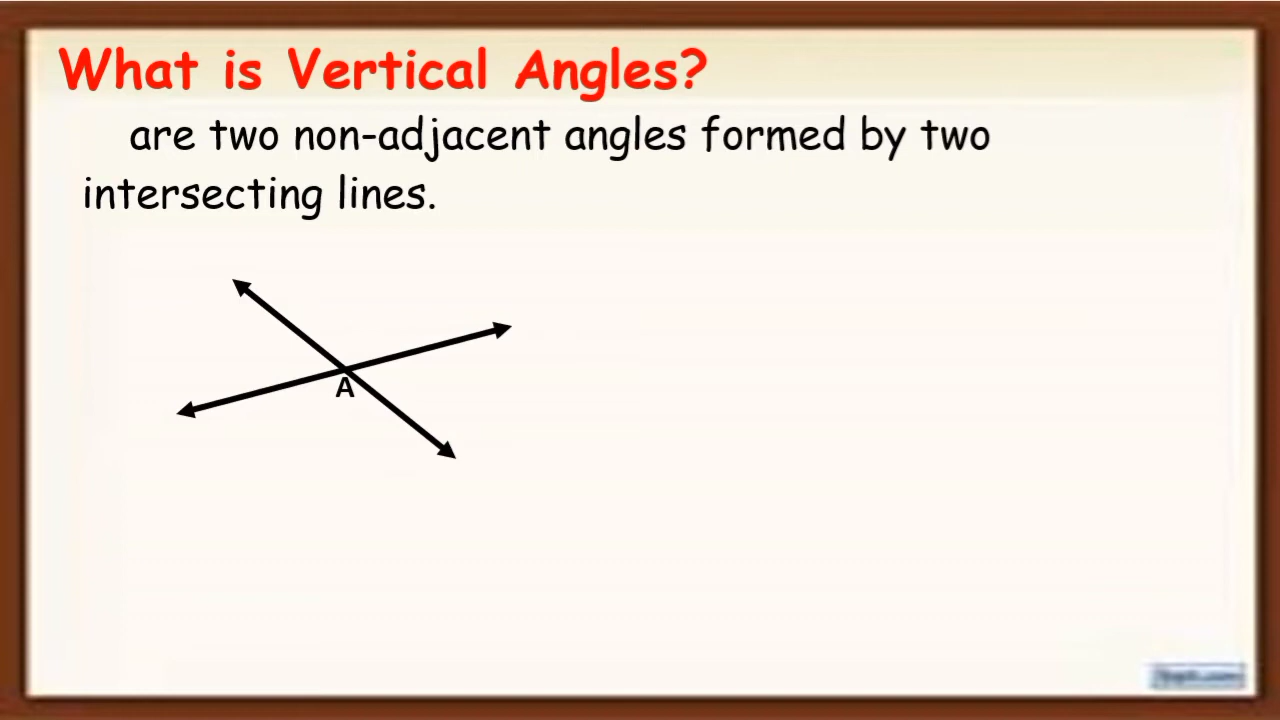 What is Vertical Angles?
are two non-adjacent angles formed by two
intersecting lines.
A